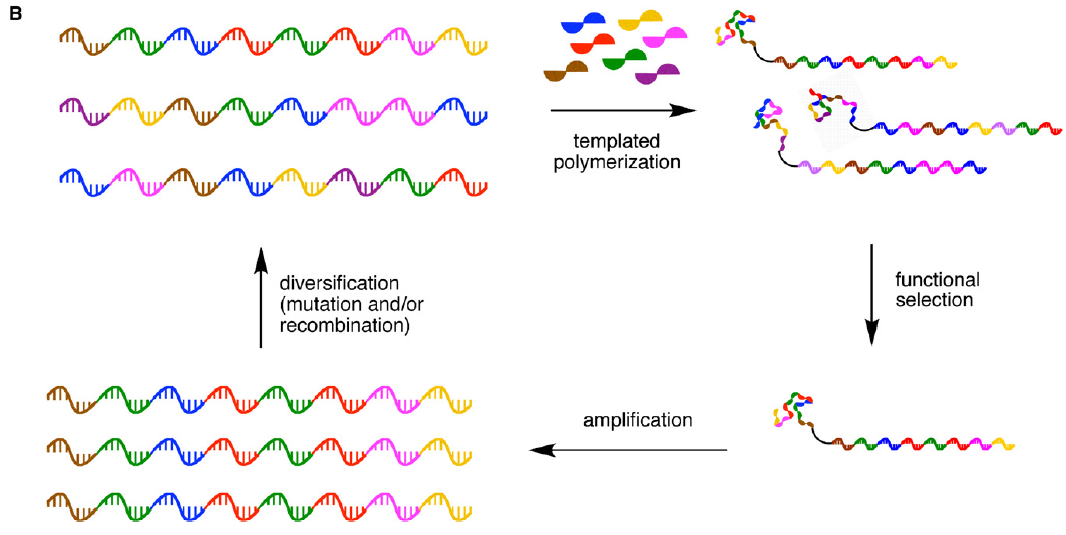 B
templated
polymerization
diversification
(mutation and/or
recombination)
functional
selection
amplification